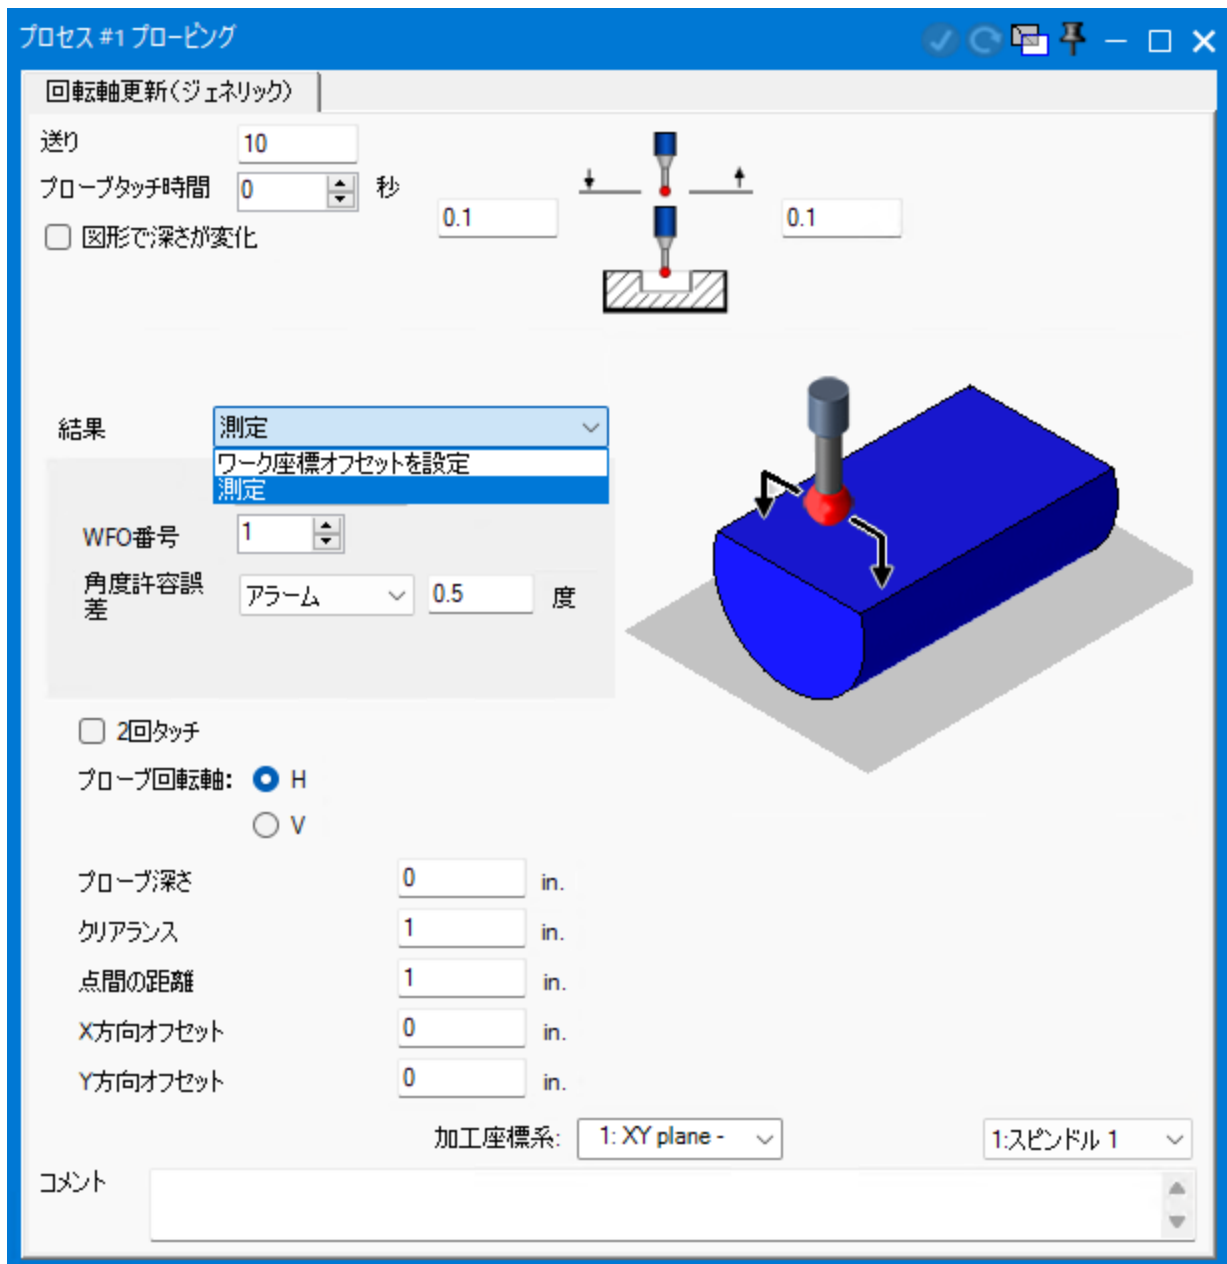 プロセス #1 プロービング
回転軸更新(ジェネリック)
送り 10
プローブタッチ時間 0 秒
0.1 0.1
図形で深さが変化
結果 測定
ワーク座標オフセットを設定
測定
WFO番号 1
角度許容誤
差
アラーム 0.5 度
2回タッチ
プローブ回転軸: H
V
プローブ深さ 0 in.
クリアランス 1 in.
点間の距離 1 in.
X方向オフセット 0 in.
Y方向オフセット 0 in.
加工座標系: 1: XY plane - 1:スピンドル 1
コメント